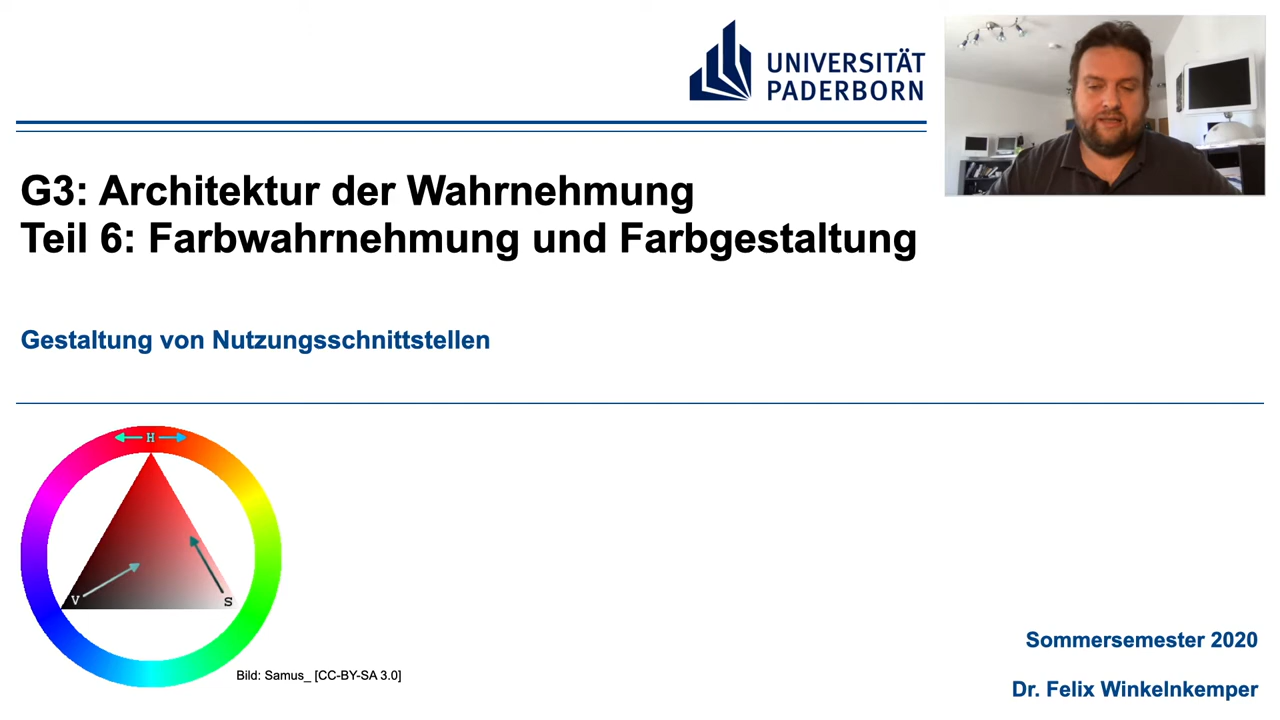 UNIVERSITÄT
PADERBORN
G3: Architektur der Wahrnehmung
Teil 6: Farbwahrnehmung und Farbgestaltung
Gestaltung von Nutzungsschnittstellen
H
V
S
Bild: Samus_ [CC-BY-SA 3.0]
Sommersemester 2020
Dr. Felix Winkelnkemper